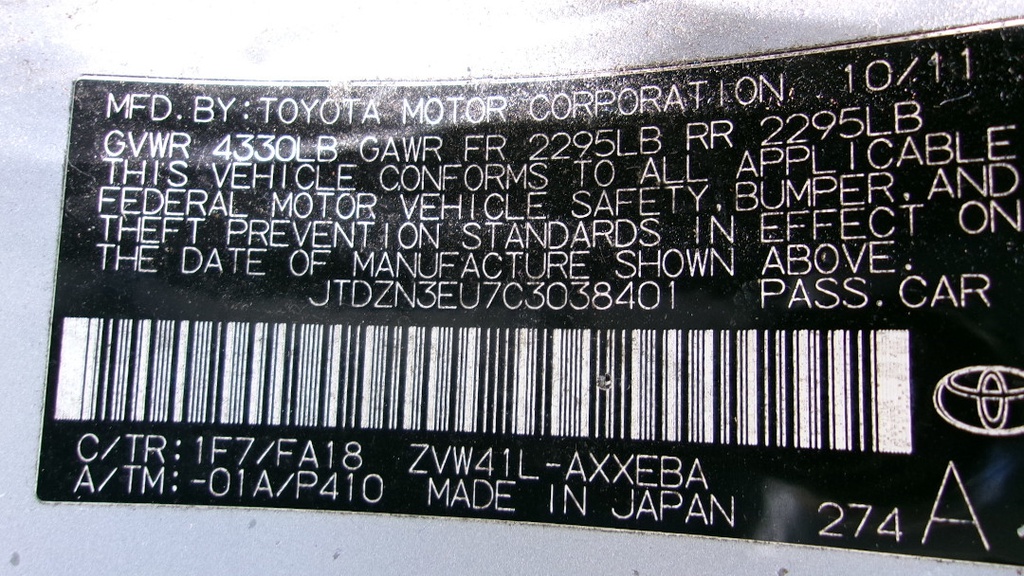 MFD. BY: TOYOTA MOTOR CORPORATION 10/11
GVWR 4330LB GAWR FR 2295LB RR 2295LB
THIS VEHICLE CONFORMS TO ALL APPLICABLE
FEDERAL MOTOR VEHICLE SAFETY, BUMPER, AND
THEFT PREVENTION STANDARDS IN EFFECT ON
THE DATE OF MANUFACTURE SHOWN ABOVE.
JTDZN3EU7C3038401 PASS. CAR
C/TR: 1F7/FA18 ZVW41L-AXXEBA
A/TM: -01A/P410 MADE IN JAPAN
274 A